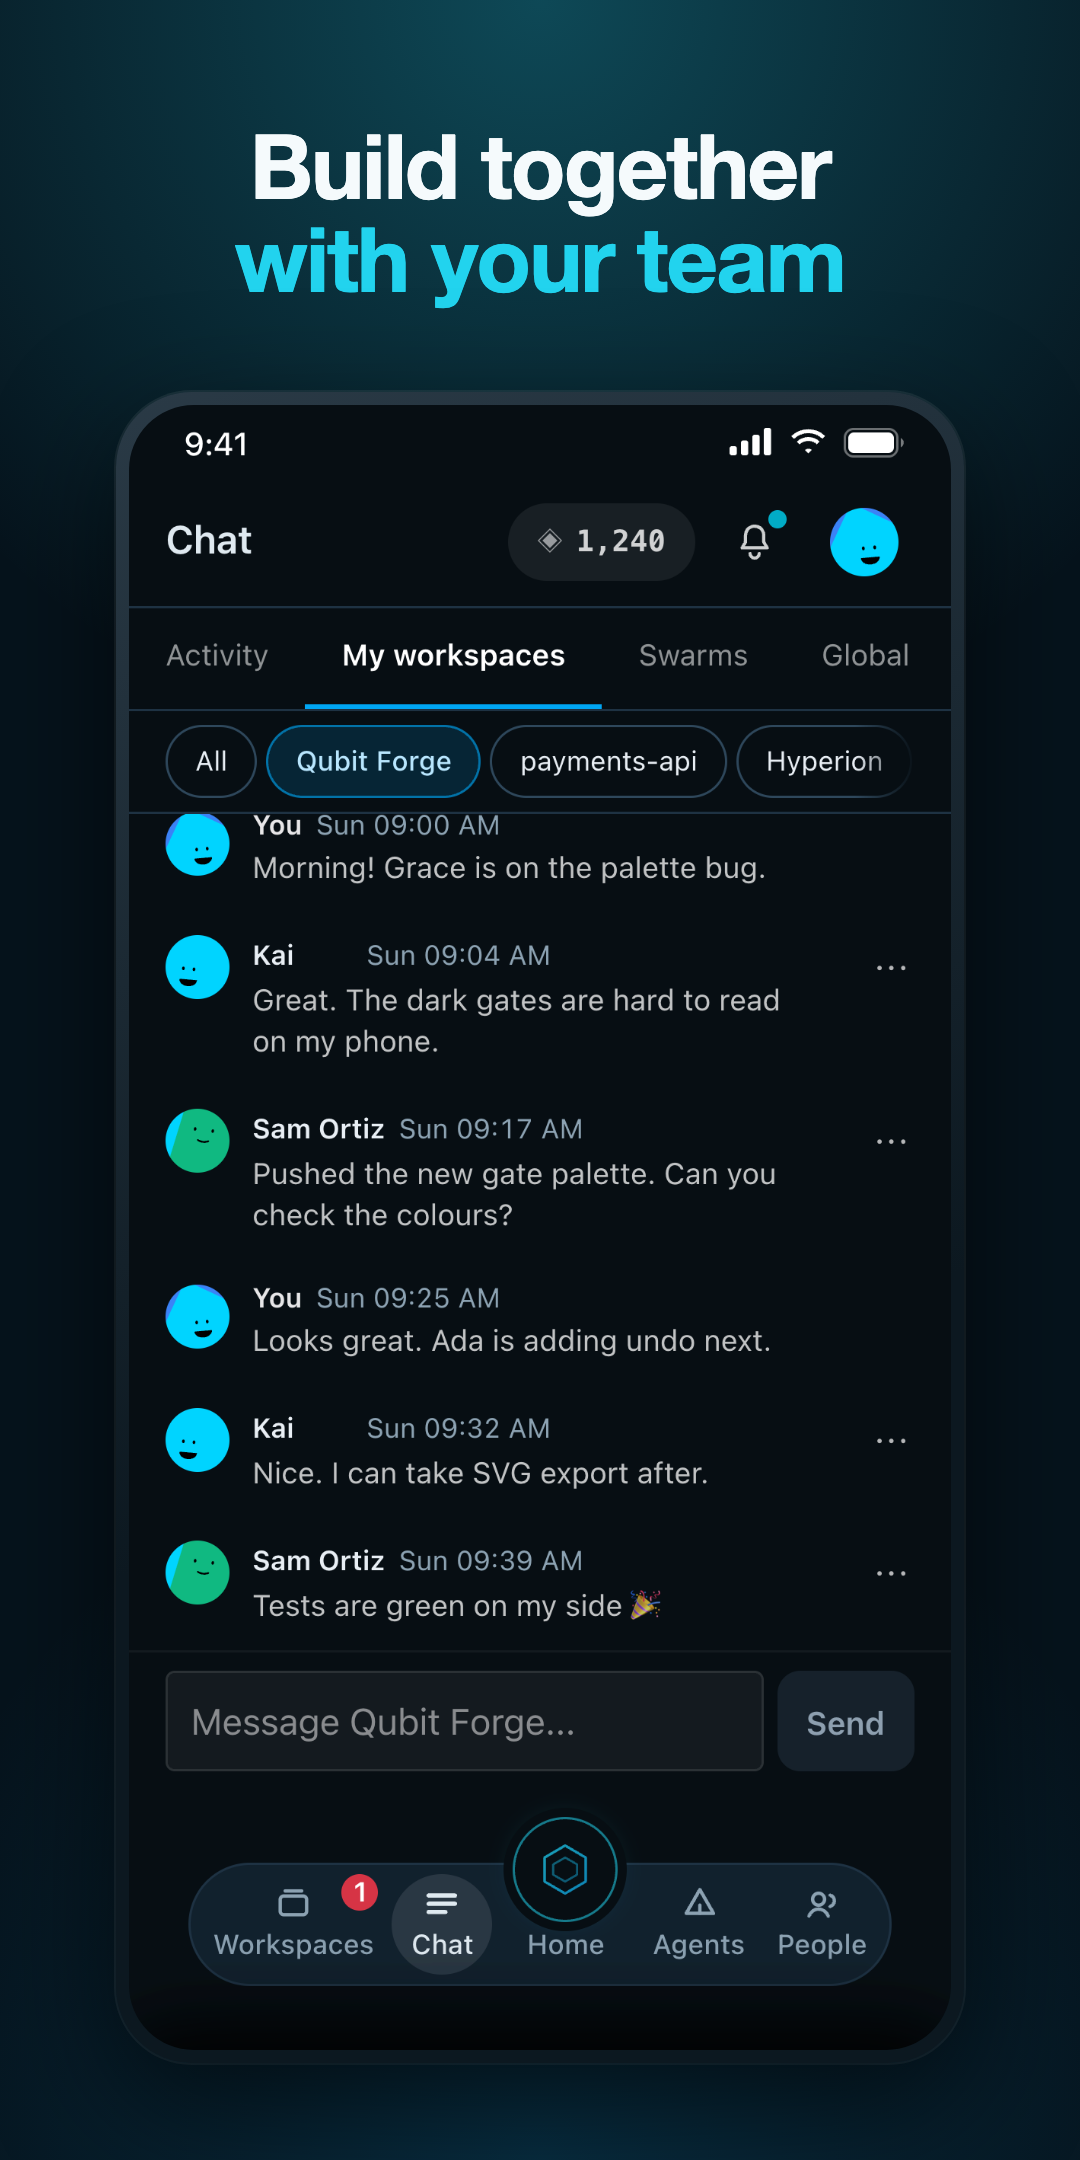 Build together
with your team
9:41
Chat
1,240
Activity My workspaces Swarms Global
All Qubit Forge payments-api Hyperion
You Sun 09:00 AM
Morning! Grace is on the palette bug.
Kai Sun 09:04 AM
Great. The dark gates are hard to read
on my phone.
Sam Ortiz Sun 09:17 AM
Pushed the new gate palette. Can you
check the colours?
You Sun 09:25 AM
Looks great. Ada is adding undo next.
Kai Sun 09:32 AM
Nice. I can take SVG export after.
Sam Ortiz Sun 09:39 AM
Tests are green on my side 🎉
Message Qubit Forge...
Send
1
Workspaces Chat Home Agents People